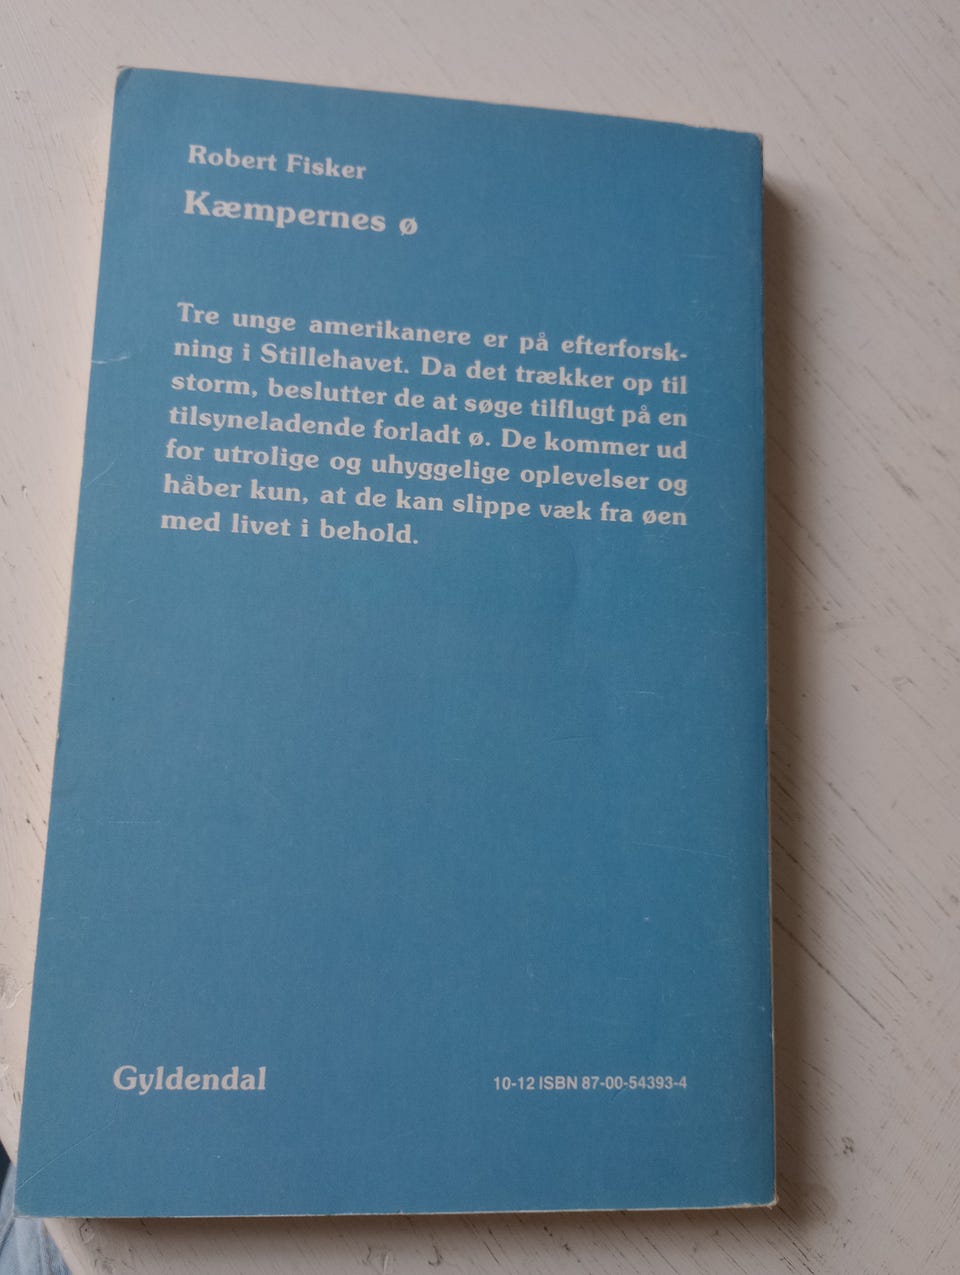 Robert Fisker
Kæmpernes ø
Tre unge amerikanere er på efterforsk-
ning i Stillehavet. Da det trækker op til
storm, beslutter de at søge tilflugt på en
tilsyneladende forladt ø. De kommer ud
for utrolige og uhyggelige oplevelser og
håber kun, at de kan slippe væk fra øen
med livet i behold.
Gyldendal
10-12 ISBN 87-00-54393-4